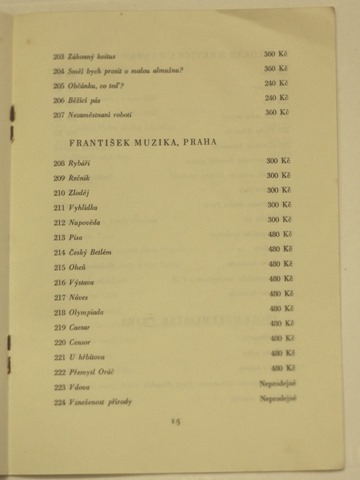 203 Zákonný koitus 360 Kč
204 Směl bych prosit o malou almužnu? 360 Kč
205 Občánku, co teď? 240 Kč
206 Běžící pás 240 Kč
207 Nezaměstnaní roboti 360 Kč
FRANTIŠEK MUZIKA, PRAHA
208 Rybáři 300 Kč
209 Řečník 300 Kč
210 Zloděj 300 Kč
211 Vyhlídka 300 Kč
212 Nápověda 300 Kč
213 Pisa 480 Kč
214 Český Betlém 480 Kč
215 Oheň 480 Kč
216 Výstava 480 Kč
217 Náves 480 Kč
218 Olympiada 480 Kč
219 Caesar 480 Kč
220 Censor 480 Kč
221 U hřbitova 480 Kč
222 Přemysl Oráč 480 Kč
223 Vdova Neprodejné
224 Vznešenost přírody Neprodejné
15